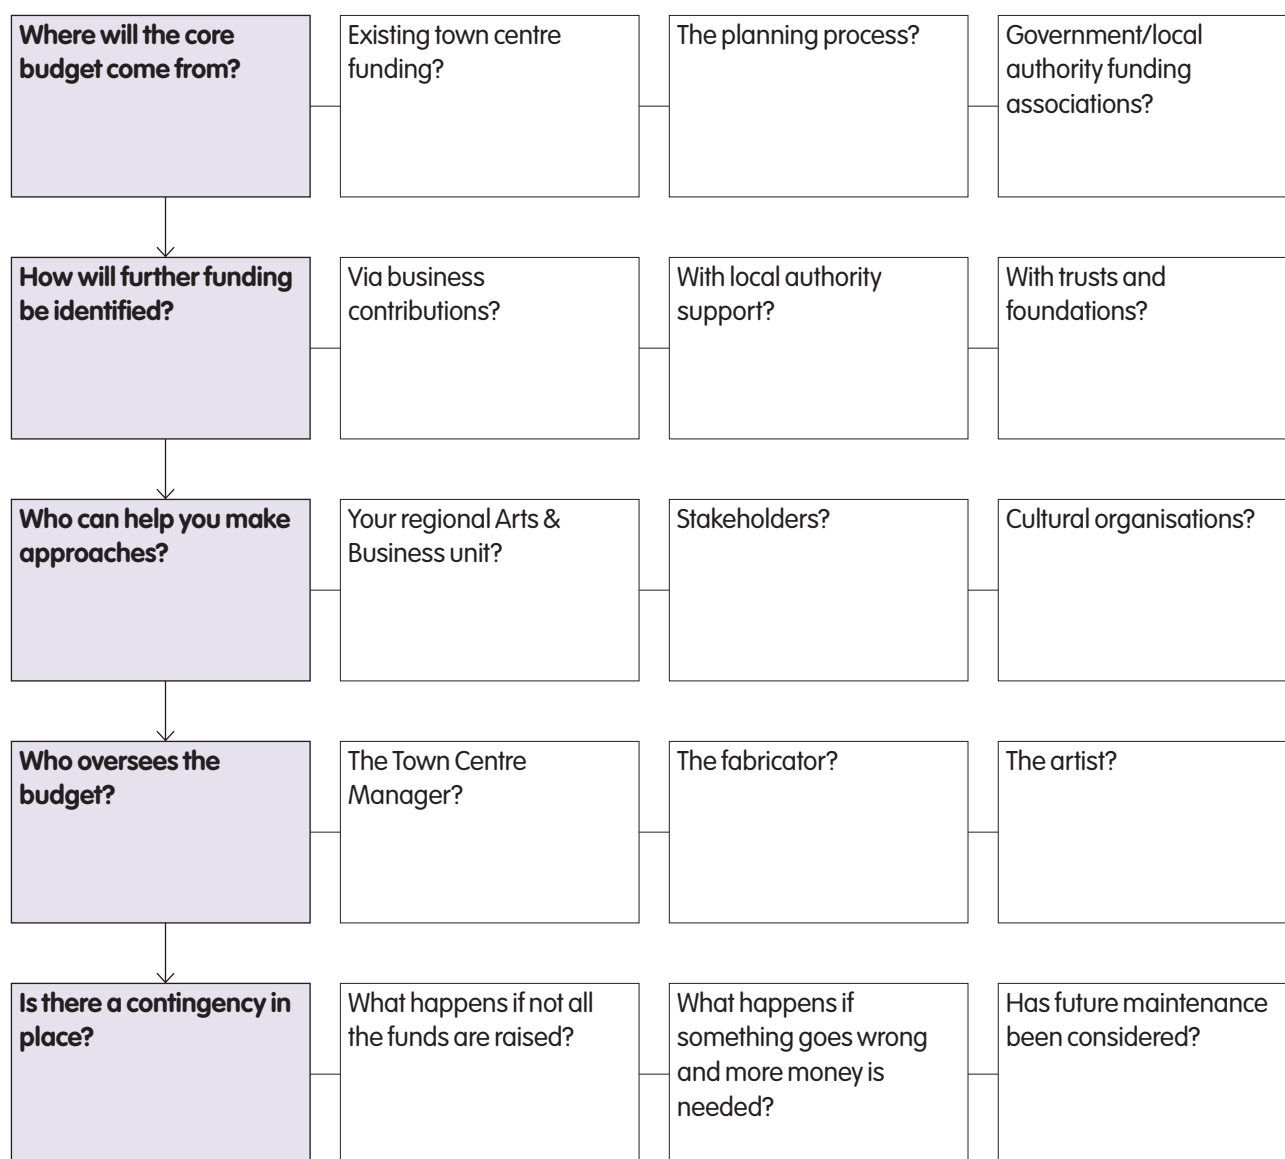 Where will the core
budget come from?
Existing town centre
funding?
The planning process?
Government/local
authority funding
associations?
How will further funding
be identified?
Via business
contributions?
With local authority
support?
With trusts and
foundations?
Who can help you make
approaches?
Your regional Arts &
Business unit?
Stakeholders?
Cultural organisations?
Who oversees the
budget?
The Town Centre
Manager?
The fabricator?
The artist?
Is there a contingency in
place?
What happens if not all
the funds are raised?
What happens if
something goes wrong
and more money is
needed?
Has future maintenance
been considered?